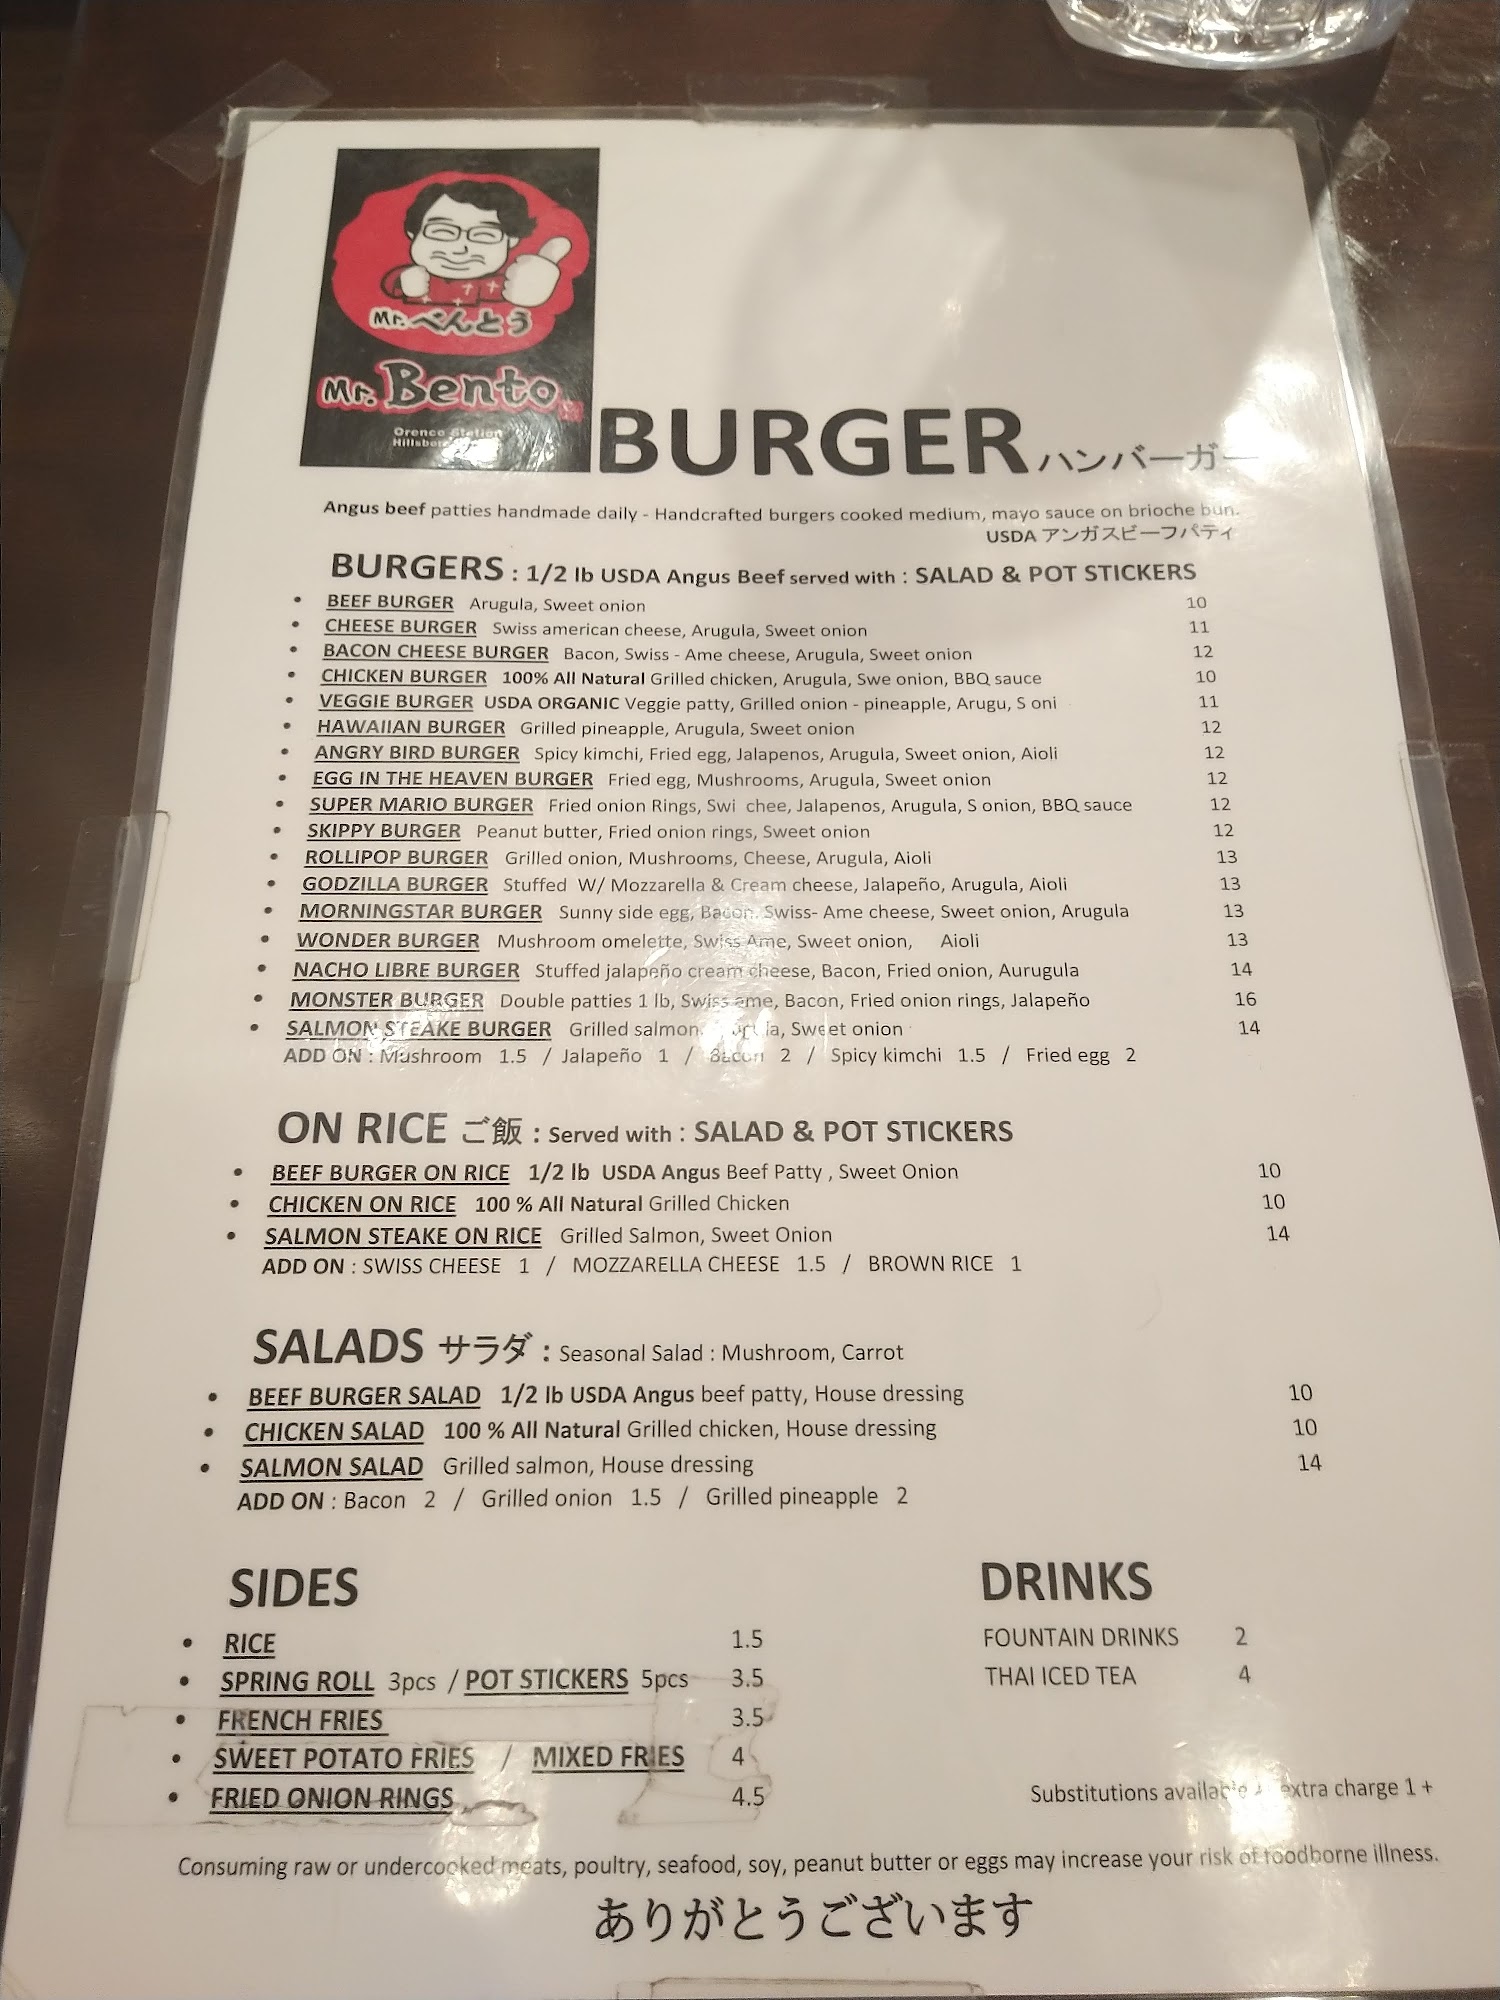 Mr.べんとう
Mr. Bento
Orenco Station
BURGER ハンバーガー
Angus beef patties handmade daily - Handcrafted burgers cooked medium, mayo sauce on brioche bun.
USDA アンガスビーフパティ
BURGERS : 1/2 lb USDA Angus Beef served with : SALAD & POT STICKERS
• BEEF BURGER Arugula, Sweet onion 10
• CHEESE BURGER Swiss american cheese, Arugula, Sweet onion 11
• BACON CHEESE BURGER Bacon, Swiss - Ame cheese, Arugula, Sweet onion 12
• CHICKEN BURGER 100% All Natural Grilled chicken, Arugula, Swe onion, BBQ sauce 10
• VEGGIE BURGER USDA ORGANIC Veggie patty, Grilled onion - pineapple, Arugu, S oni 11
• HAWAIIAN BURGER Grilled pineapple, Arugula, Sweet onion 12
• ANGRY BIRD BURGER Spicy kimchi, Fried egg, Jalapenos, Arugula, Sweet onion, Aioli 12
• EGG IN THE HEAVEN BURGER Fried egg, Mushrooms, Arugula, Sweet onion 12
• SUPER MARIO BURGER Fried onion Rings, Swi chee, Jalapenos, Arugula, S onion, BBQ sauce 12
• SKIPPY BURGER Peanut butter, Fried onion rings, Sweet onion 12
• ROLLIPOP BURGER Grilled onion, Mushrooms, Cheese, Arugula, Aioli 13
• GODZILLA BURGER Stuffed W/ Mozzarella & Cream cheese, Jalapeño, Arugula, Aioli 13
• MORNINGSTAR BURGER Sunny side egg, Bacon, Swiss- Ame cheese, Sweet onion, Arugula 13
• WONDER BURGER Mushroom omelette, Swiss Ame, Sweet onion, Aioli 13
• NACHO LIBRE BURGER Stuffed jalapeño cream cheese, Bacon, Fried onion, Aurugula 14
• MONSTER BURGER Double patties 1 lb, Swiss ame, Bacon, Fried onion rings, Jalapeño 16
• SALMON STEAKE BURGER Grilled salmon, Sweet onion 14
ADD ON : Mushroom 1.5 / Jalapeño 1 / Bacon 2 / Spicy kimchi 1.5 / Fried egg 2
ON RICE ご飯 : Served with : SALAD & POT STICKERS
• BEEF BURGER ON RICE 1/2 lb USDA Angus Beef Patty , Sweet Onion 10
• CHICKEN ON RICE 100 % All Natural Grilled Chicken 10
• SALMON STEAKE ON RICE Grilled Salmon, Sweet Onion 14
ADD ON : SWISS CHEESE 1 / MOZZARELLA CHEESE 1.5 / BROWN RICE 1
SALADS サラダ : Seasonal Salad : Mushroom, Carrot
• BEEF BURGER SALAD 1/2 lb USDA Angus beef patty, House dressing 10
• CHICKEN SALAD 100 % All Natural Grilled chicken, House dressing 10
• SALMON SALAD Grilled salmon, House dressing 14
ADD ON : Bacon 2 / Grilled onion 1.5 / Grilled pineapple 2
SIDES
• RICE 1.5
• SPRING ROLL 3pcs / POT STICKERS 5pcs 3.5
• FRENCH FRIES 3.5
• SWEET POTATO FRIES / MIXED FRIES 4
• FRIED ONION RINGS 4.5
DRINKS
FOUNTAIN DRINKS 2
THAI ICED TEA 4
Substitutions available extra charge 1 +
Consuming raw or undercooked meats, poultry, seafood, soy, peanut butter or eggs may increase your risk of foodborne illness.
ありがとうございます